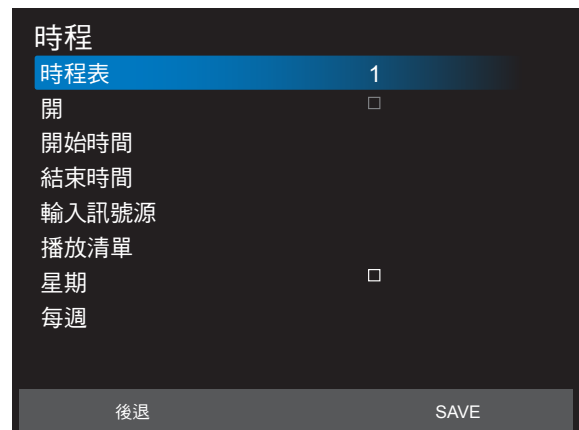 時程
時程表 1
開 □
開始時間
結束時間
輸入訊號源
播放清單
星期 □
每週
後退 SAVE